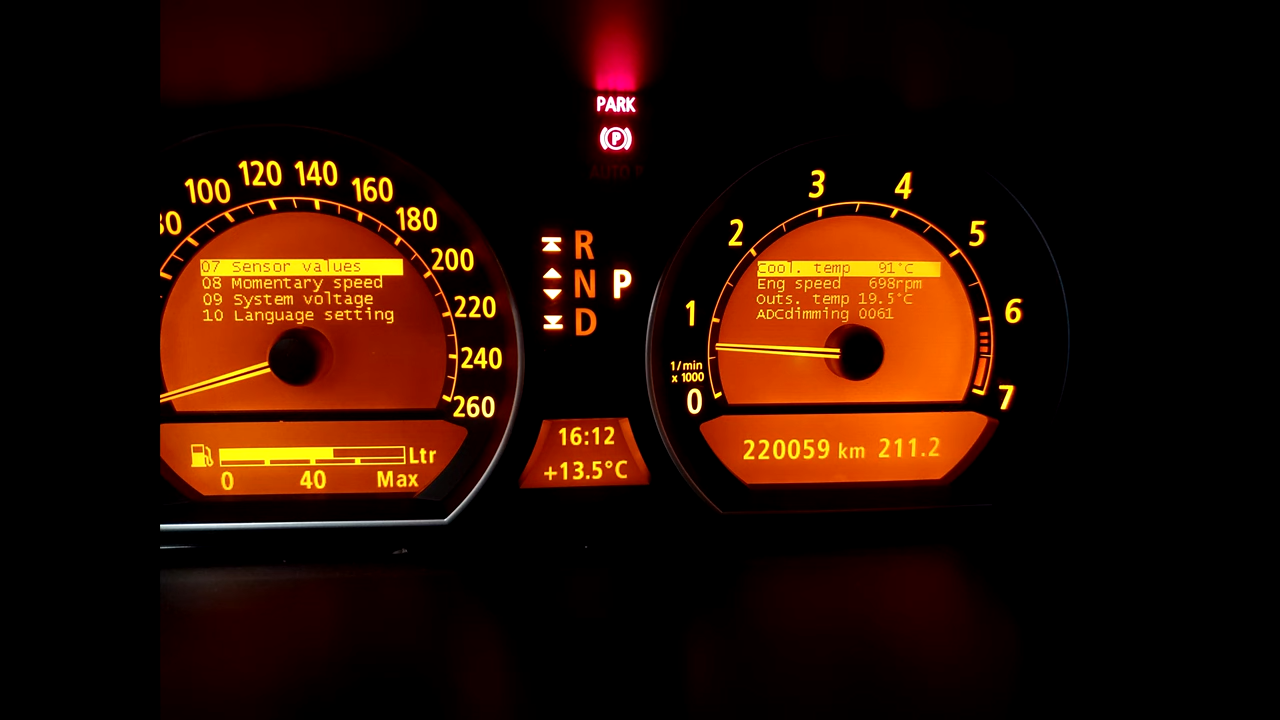 PARK
P
AUTO P
80 100 120 140 160 180 200 220 240 260
07 Sensor values
08 Momentary speed
09 System voltage
10 Language setting
0 40 Max
Ltr
R
N P
D
16:12
+13.5°C
0 1 2 3 4 5 6 7
1/min
x 1000
Cool. temp 91°C
Eng speed 698rpm
Outs. temp 19.5°C
ADCdimming 0061
220059 km 211.2